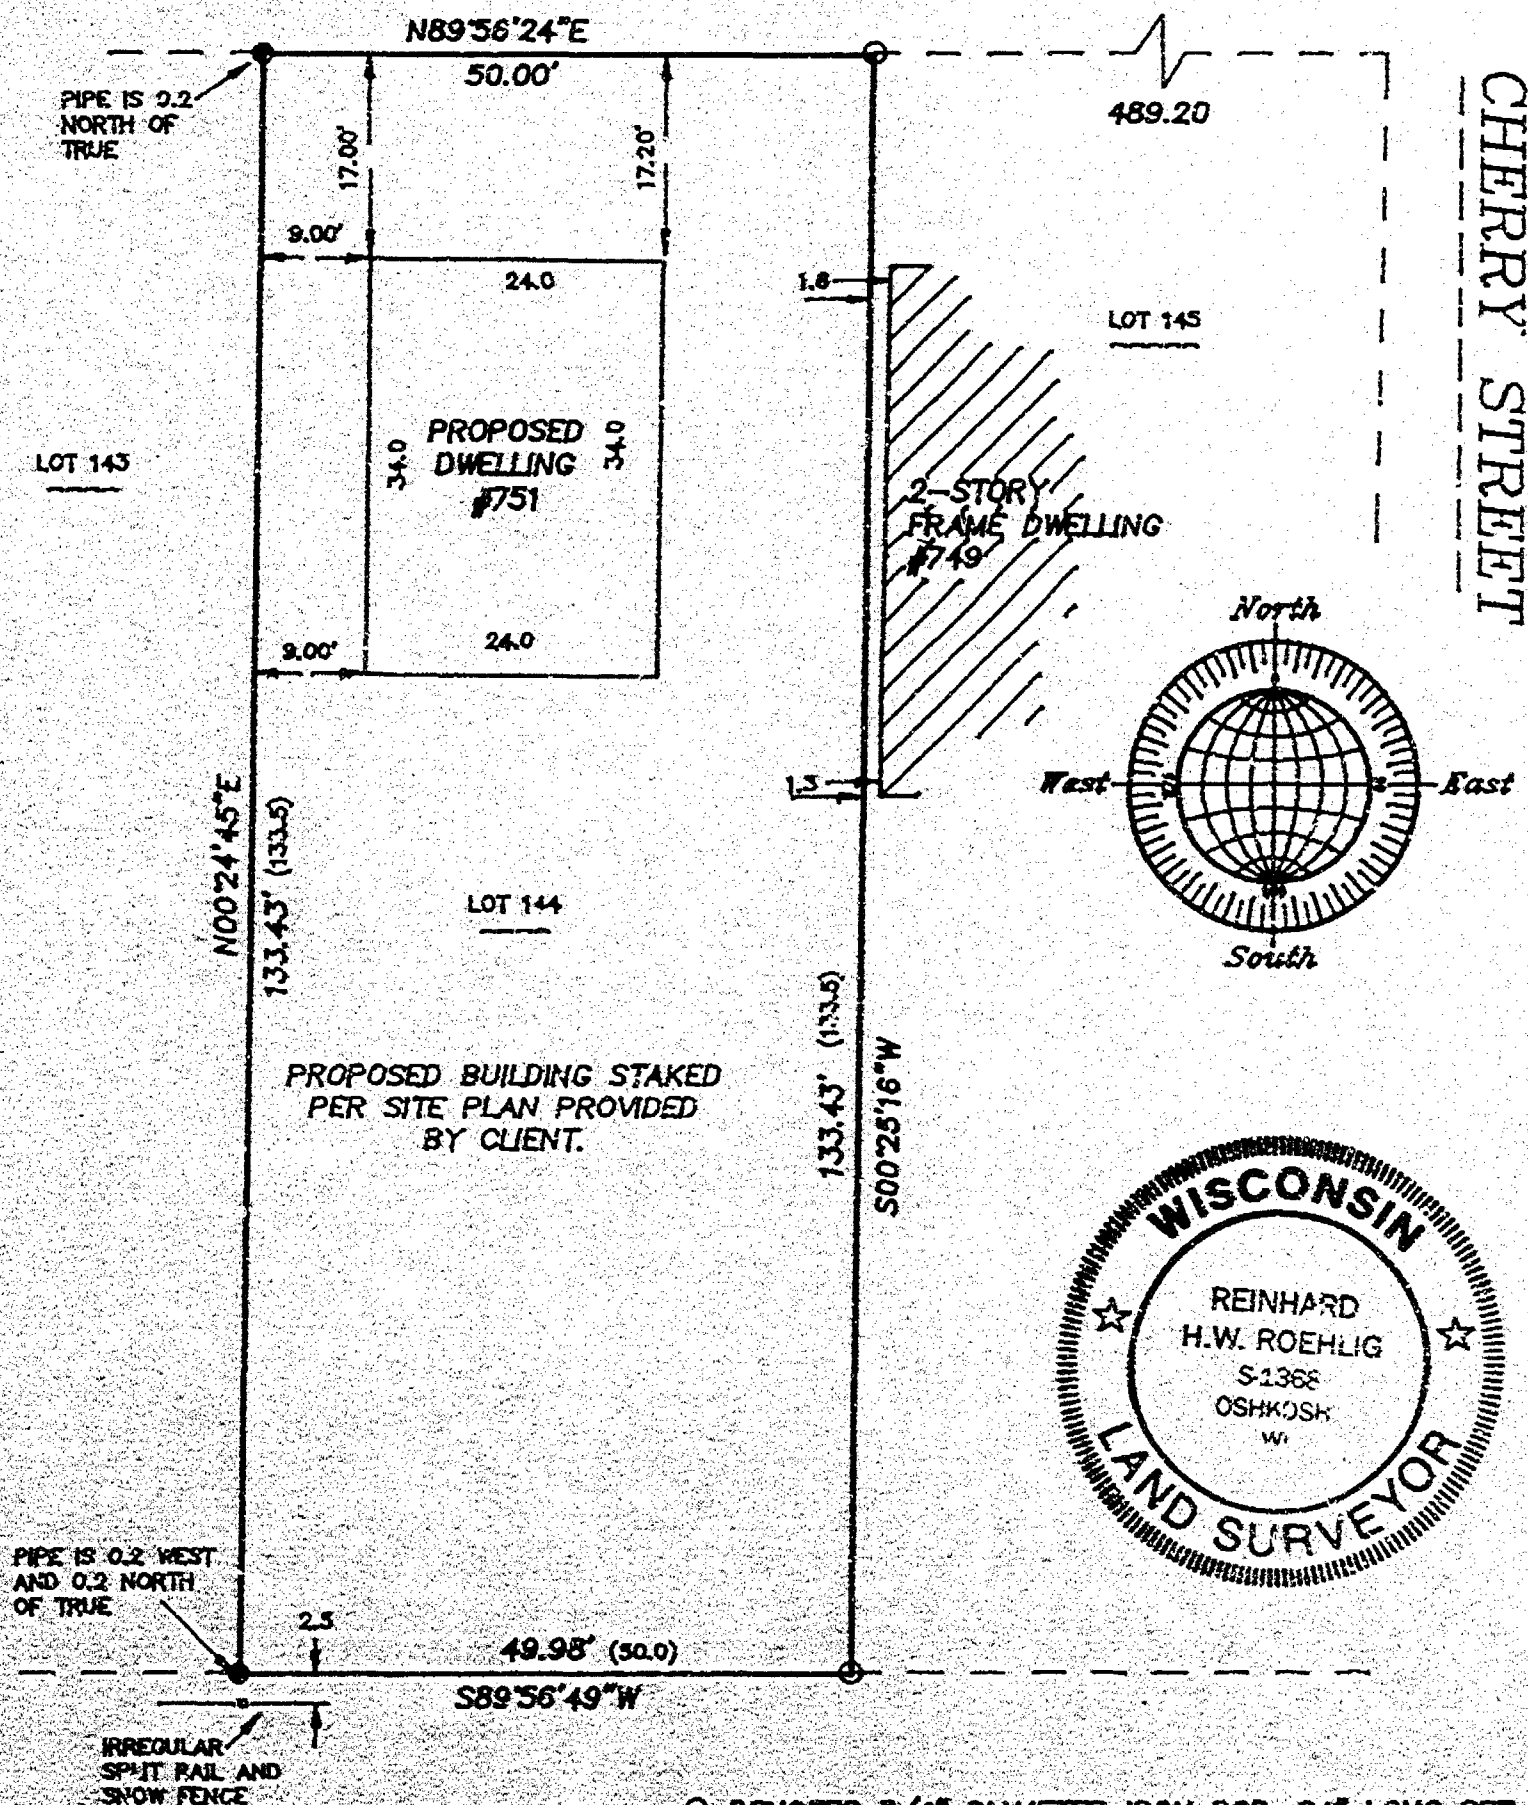 N89°56'24"E
50.00'
PIPE IS 0.2
NORTH OF
TRUE
17.00'
17.20'
489.20
CHERRY STREET
9.00'
24.0
1.8
LOT 145
LOT 143
34.0
PROPOSED
DWELLING
#751
34.0
2-STORY
FRAME DWELLING
#749
9.00'
24.0
North
West
East
South
1.3
N00°24'45"E
133.43' (133.5)
LOT 144
133.43' (133.5)
S00°25'16"W
PROPOSED BUILDING STAKED
PER SITE PLAN PROVIDED
BY CLIENT.
WISCONSIN
REINHARD
H.W. ROEHLIG
S-1368
OSHKOSH
WI
LAND SURVEYOR
PIPE IS 0.2 WEST
AND 0.2 NORTH
OF TRUE
2.5
49.98' (50.0)
S89°56'49"W
IRREGULAR
SPLIT RAIL AND
SNOW FENCE